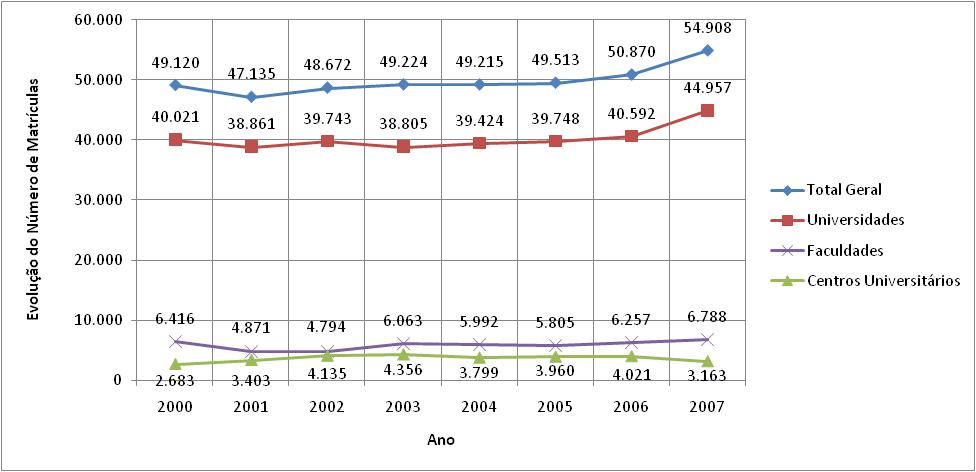 60.000
50.000
40.000
30.000
20.000
10.000
0
Evolução do Número de Matrículas
49.120 47.135 48.672 49.224 49.215 49.513 50.870 54.908
40.021 38.861 39.743 38.805 39.424 39.748 40.592 44.957
6.416 4.871 4.794 6.063 5.992 5.805 6.257 6.788
2.683 3.403 4.135 4.356 3.799 3.960 4.021 3.163
2000 2001 2002 2003 2004 2005 2006 2007
Ano
Total Geral
Universidades
Faculdades
Centros Universitários